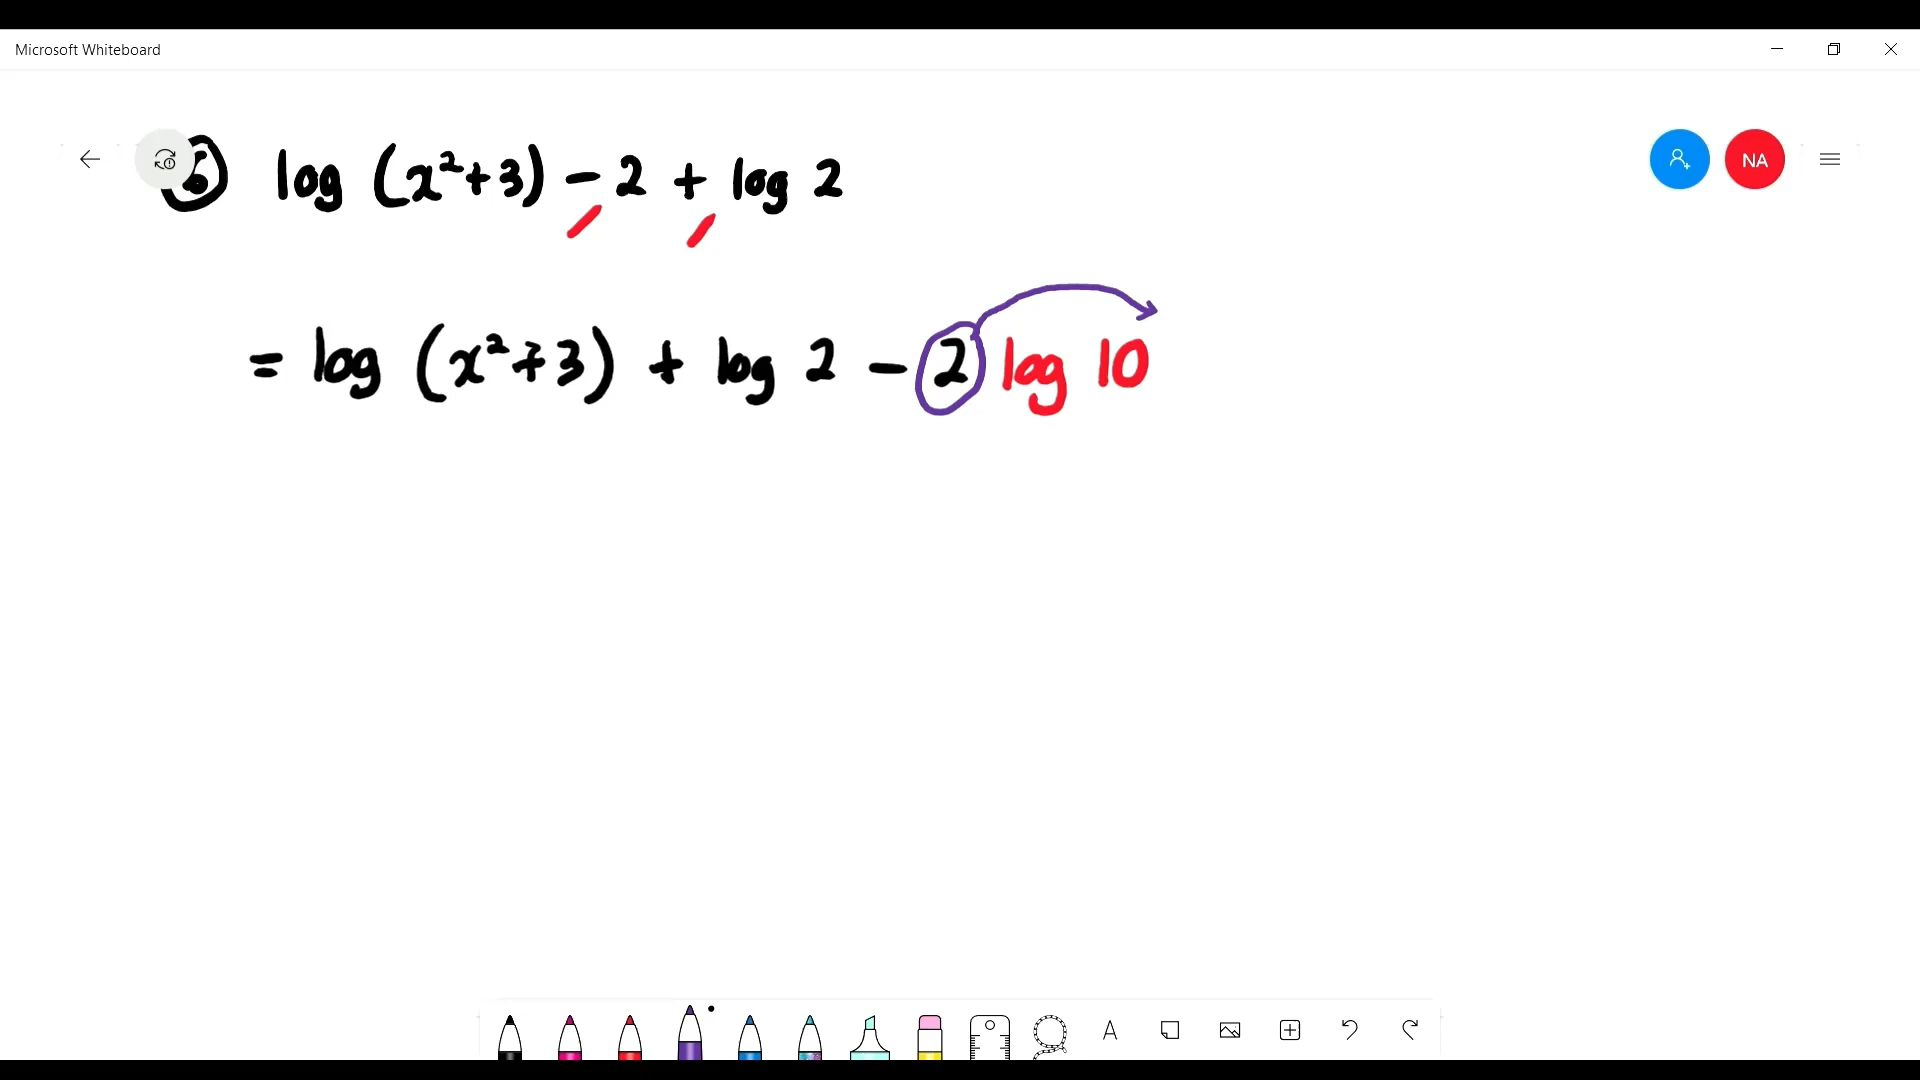 Microsoft Whiteboard
6 log (x²+3) - 2 + log 2
NA
= log (x²+3) + log 2 - 2 log 10
A